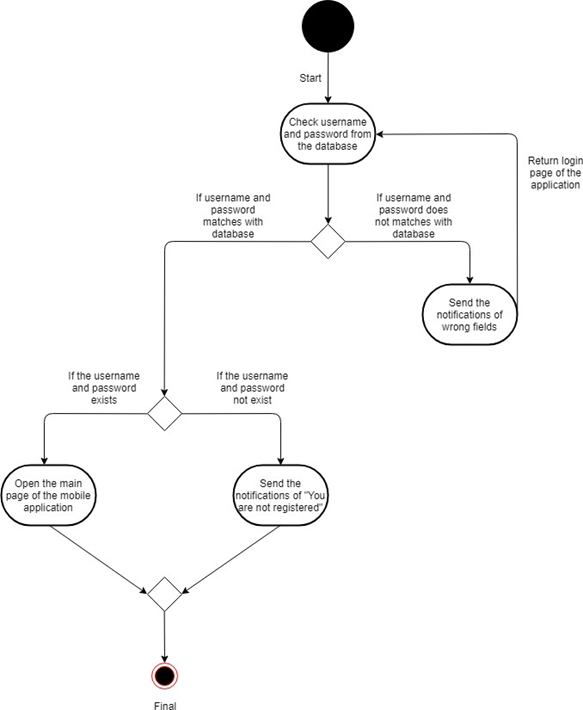 Start
Check username
and password from
the database
Return login
page of the
application
If username and
password
matches with
database
If username and
password does
not matches with
database
Send the
notifications of
wrong fields
If the username
and password
exists
If the username
and password
not exist
Open the main
page of the mobile
application
Send the
notifications of "You
are not registered"
Final